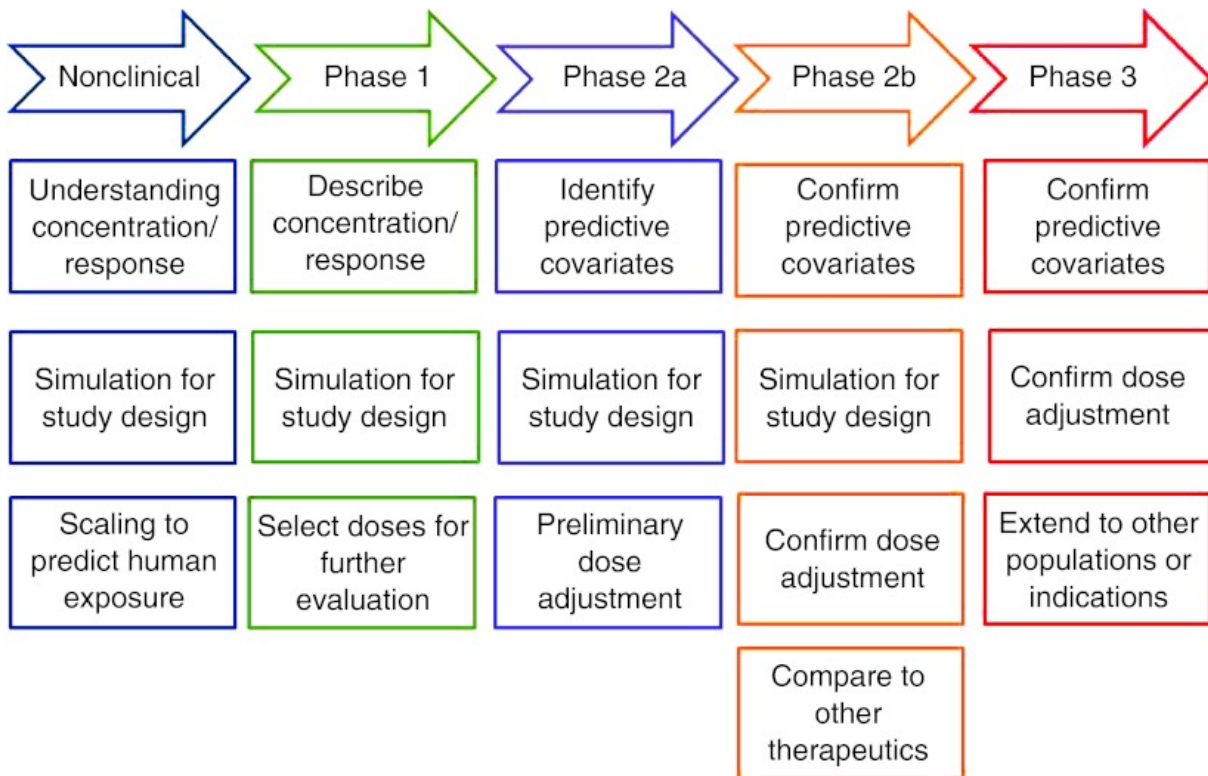 Nonclinical
Phase 1
Phase 2a
Phase 2b
Phase 3
Understanding
concentration/
response
Describe
concentration/
response
Identify
predictive
covariates
Confirm
predictive
covariates
Confirm
predictive
covariates
Simulation for
study design
Simulation for
study design
Simulation for
study design
Simulation for
study design
Confirm dose
adjustment
Scaling to
predict human
exposure
Select doses for
further
evaluation
Preliminary
dose
adjustment
Confirm dose
adjustment
Extend to other
populations or
indications
Compare to
other
therapeutics